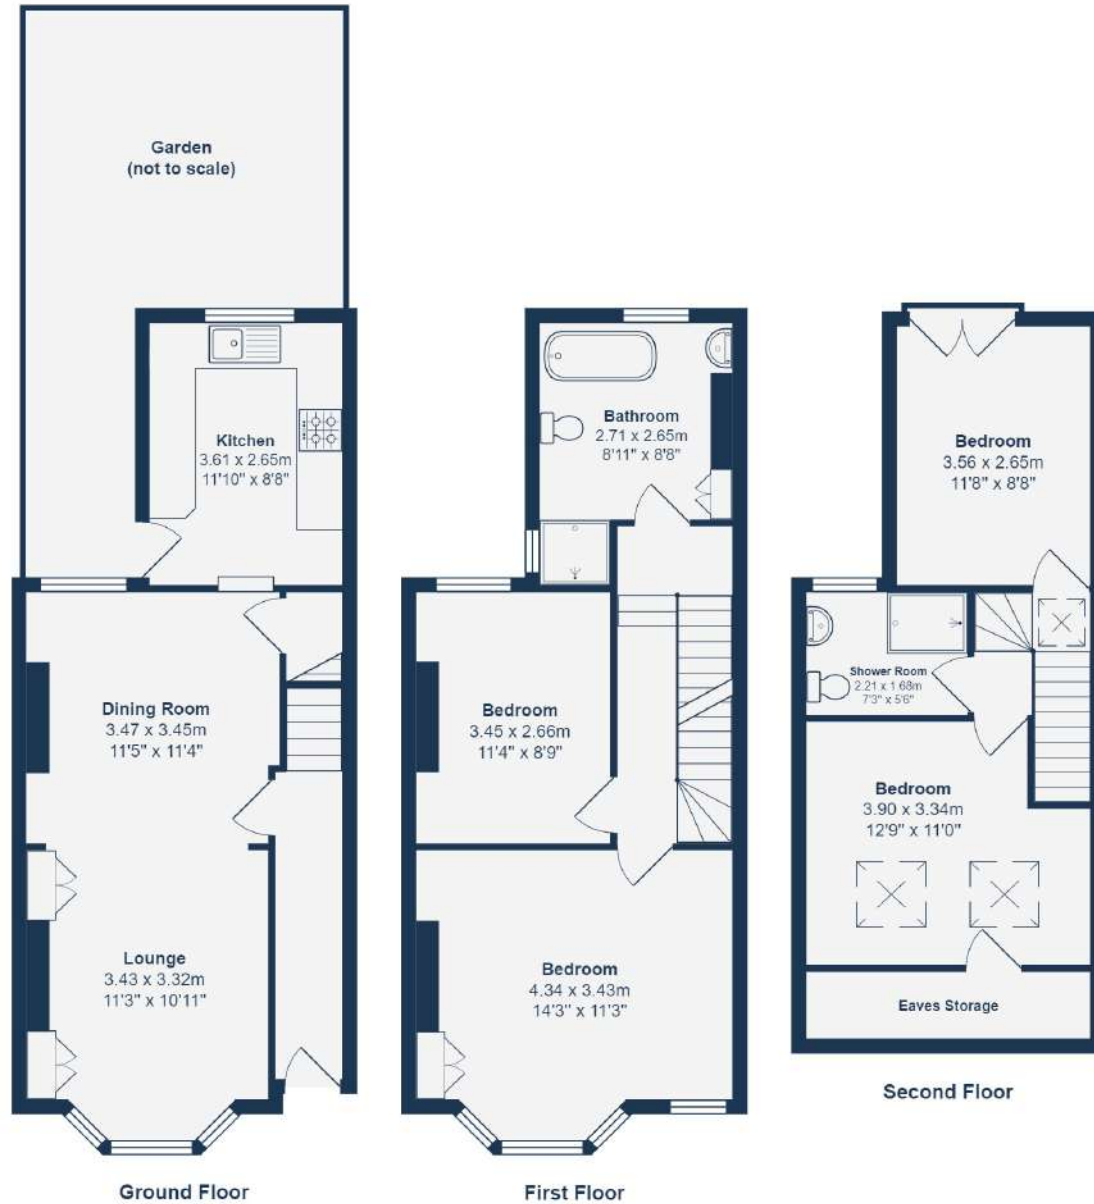 Garden
(not to scale)
Kitchen
3.61 x 2.65m
11'10" x 8'8"
Dining Room
3.47 x 3.45m
11'5" x 11'4"
Lounge
3.43 x 3.32m
11'3" x 10'11"
Ground Floor
Bathroom
2.71 x 2.65m
8'11" x 8'8"
Bedroom
3.45 x 2.66m
11'4" x 8'9"
Bedroom
4.34 x 3.43m
14'3" x 11'3"
First Floor
Bedroom
3.56 x 2.65m
11'8" x 8'8"
Shower Room
2.21 x 1.68m
7'3" x 5'6"
Bedroom
3.90 x 3.34m
12'9" x 11'0"
Eaves Storage
Second Floor